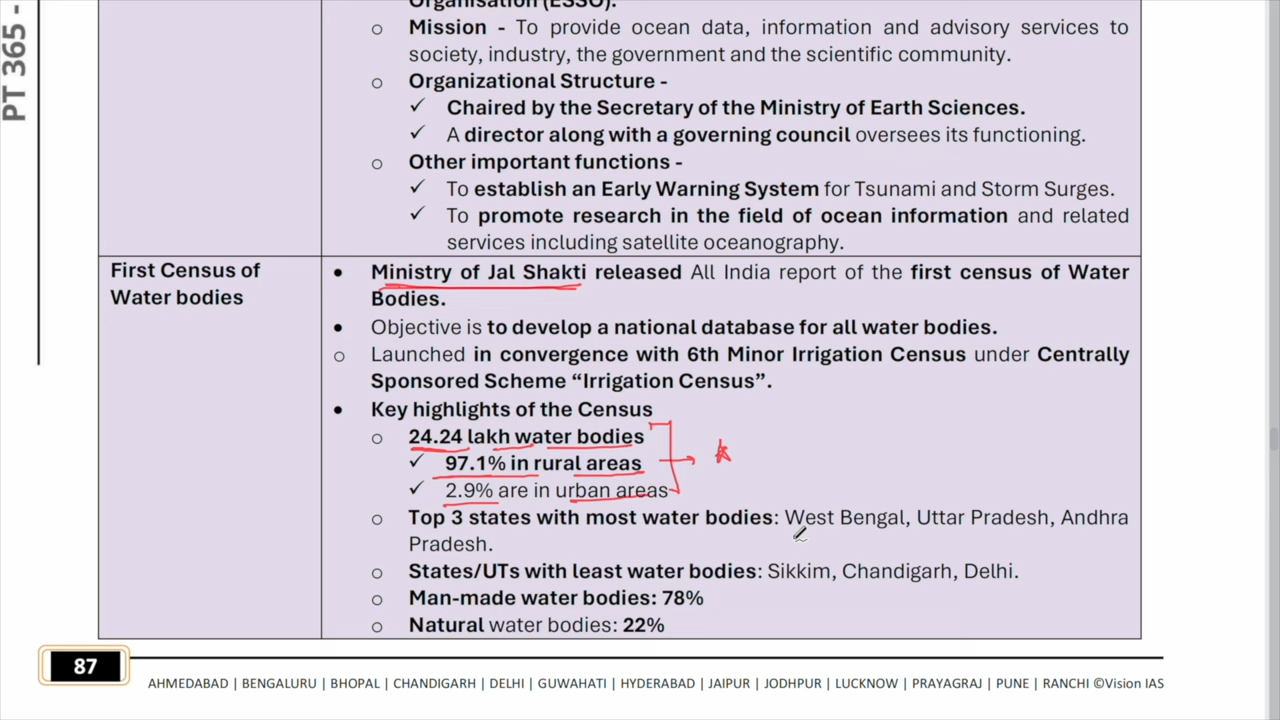 PT 365 -
Organisation (ESSO).
o Mission - To provide ocean data, information and advisory services to
society, industry, the government and the scientific community.
o Organizational Structure -
✓ Chaired by the Secretary of the Ministry of Earth Sciences.
✓ A director along with a governing council oversees its functioning.
o Other important functions -
✓ To establish an Early Warning System for Tsunami and Storm Surges.
✓ To promote research in the field of ocean information and related
services including satellite oceanography.
First Census of
Water bodies
• Ministry of Jal Shakti released All India report of the first census of Water
Bodies.
• Objective is to develop a national database for all water bodies.
o Launched in convergence with 6th Minor Irrigation Census under Centrally
Sponsored Scheme “Irrigation Census”.
• Key highlights of the Census
o 24.24 lakh water bodies
✓ 97.1% in rural areas
✓ 2.9% are in urban areas
o Top 3 states with most water bodies: West Bengal, Uttar Pradesh, Andhra
Pradesh.
o States/UTs with least water bodies: Sikkim, Chandigarh, Delhi.
o Man-made water bodies: 78%
o Natural water bodies: 22%
87
AHMEDABAD | BENGALURU | BHOPAL | CHANDIGARH | DELHI | GUWAHATI | HYDERABAD | JAIPUR | JODHPUR | LUCKNOW | PRAYAGRAJ | PUNE | RANCHI ©Vision IAS